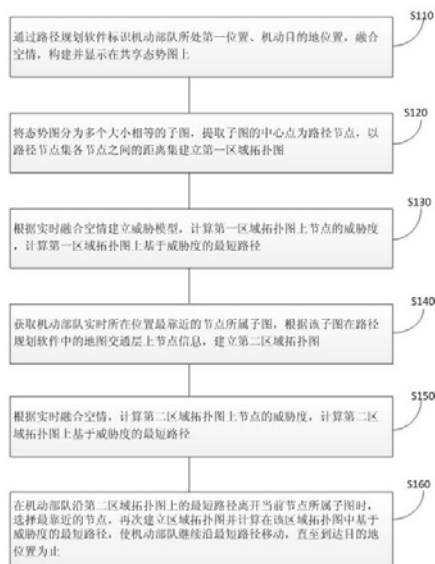 S110
通过路径规划软件标识机动部队所处第一位置、机动目的地位置，融合
空情，构建并显示在共享态势图上
S120
将态势图分为多个大小相等的子图，提取子图的中心点为路径节点，以
路径节点集各节点之间的距离集建立第一区域拓扑图
S130
根据实时融合空情建立威胁模型，计算第一区域拓扑图上节点的威胁度
，计算第一区域拓扑图上基于威胁度的最短路径
S140
获取机动部队实时所在位置最靠近的节点所属子图，根据该子图在路径
规划软件中的地图交通层上节点信息，建立第二区域拓扑图
S150
根据实时融合空情，计算第二区域拓扑图上节点的威胁度，计算第二区
域拓扑图上基于威胁度的最短路径
S160
在机动部队沿第二区域拓扑图上的最短路径离开当前节点所属子图时，
选择最靠近的节点，再次建立区域拓扑图并计算在该区域拓扑图中基于
威胁度的最短路径，使机动部队继续沿最短路径移动，直至到达目的地
位置为止